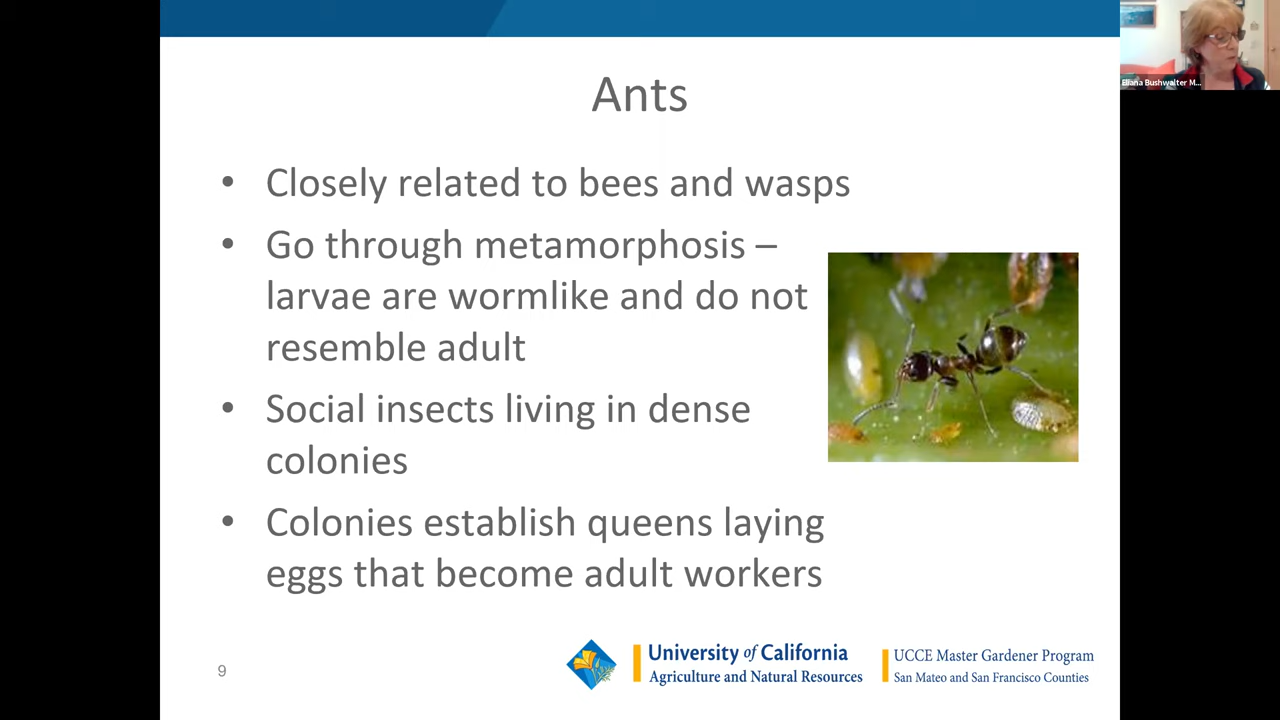 Ants
• Closely related to bees and wasps
• Go through metamorphosis –
larvae are wormlike and do not
resemble adult
• Social insects living in dense
colonies
• Colonies establish queens laying
eggs that become adult workers
9
University of California
Agriculture and Natural Resources
UCCE Master Gardener Program
San Mateo and San Francisco Counties
Eliana Bushwalter M...